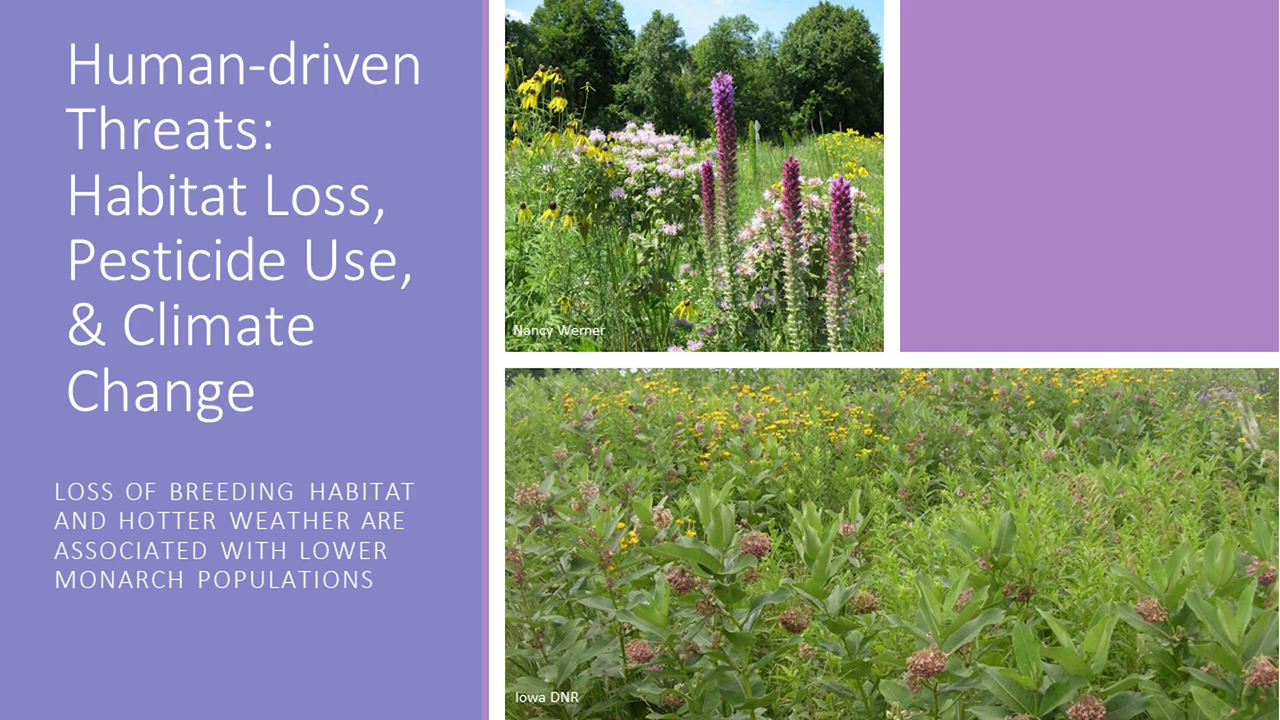 Human-driven
Threats:
Habitat Loss,
Pesticide Use,
& Climate
Change
LOSS OF BREEDING HABITAT
AND HOTTER WEATHER ARE
ASSOCIATED WITH LOWER
MONARCH POPULATIONS
Nancy Werner
Iowa DNR